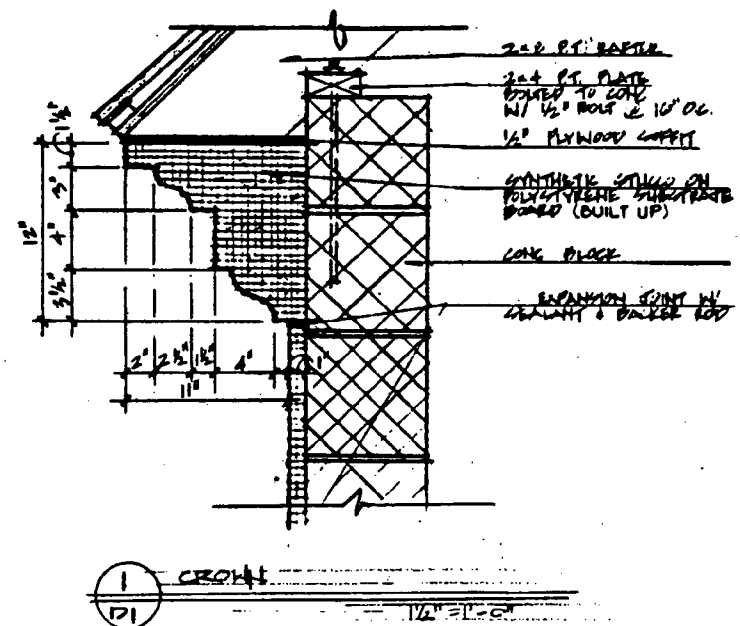 2x8 P.T. RAFTER
2x4 P.T. PLATE
BOLTED TO CONC
W/ 1/2" BOLT @ 16" O.C.
1/2" PLYWOOD SOFFIT
SYNTHETIC STUCCO ON
POLYSTYRENE SUBSTRATE
BOARD (BUILT UP)
CONC BLOCK
EXPANSION JOINT W/
SEALANT & BACKER ROD
1 1/2"
3"
4"
3 1/2"
12"
2" 2 1/2" 1 1/2" 4" 1"
11"
1
D1
CROWN
1 1/2" = 1'-0"